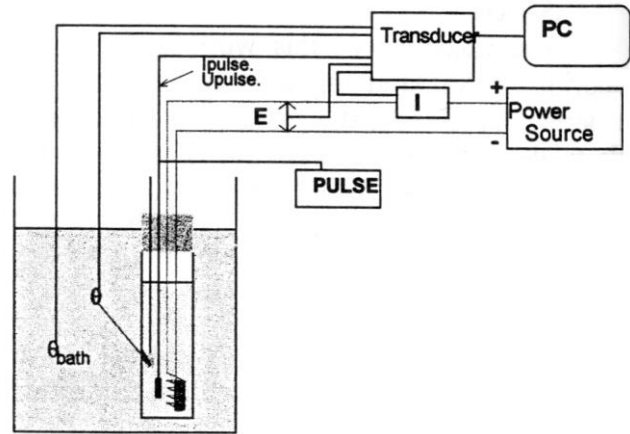 Transducer
PC
Ipulse.
Upulse.
E
I
+
Power
Source
-
PULSE
θ
θbath